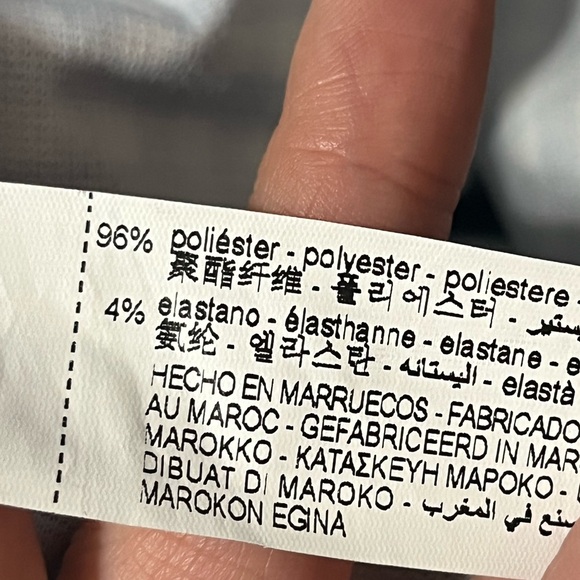 96% poliéster - polyester - poliestere -
聚酯纤维 - 폴리에스터 -
4% elastano - élasthanne - elastane - e
氨纶 - 엘라스탄 - اليستانه - elastà
HECHO EN MARRUECOS - FABRICADO
AU MAROC - GEFABRICEERD IN MAR
MAROKKO - ΚΑΤΑΣΚΕΥΗ ΜΑΡΟΚΟ -
DIBUAT DI MAROKO - صنع في المغرب -
MAROKON EGINA